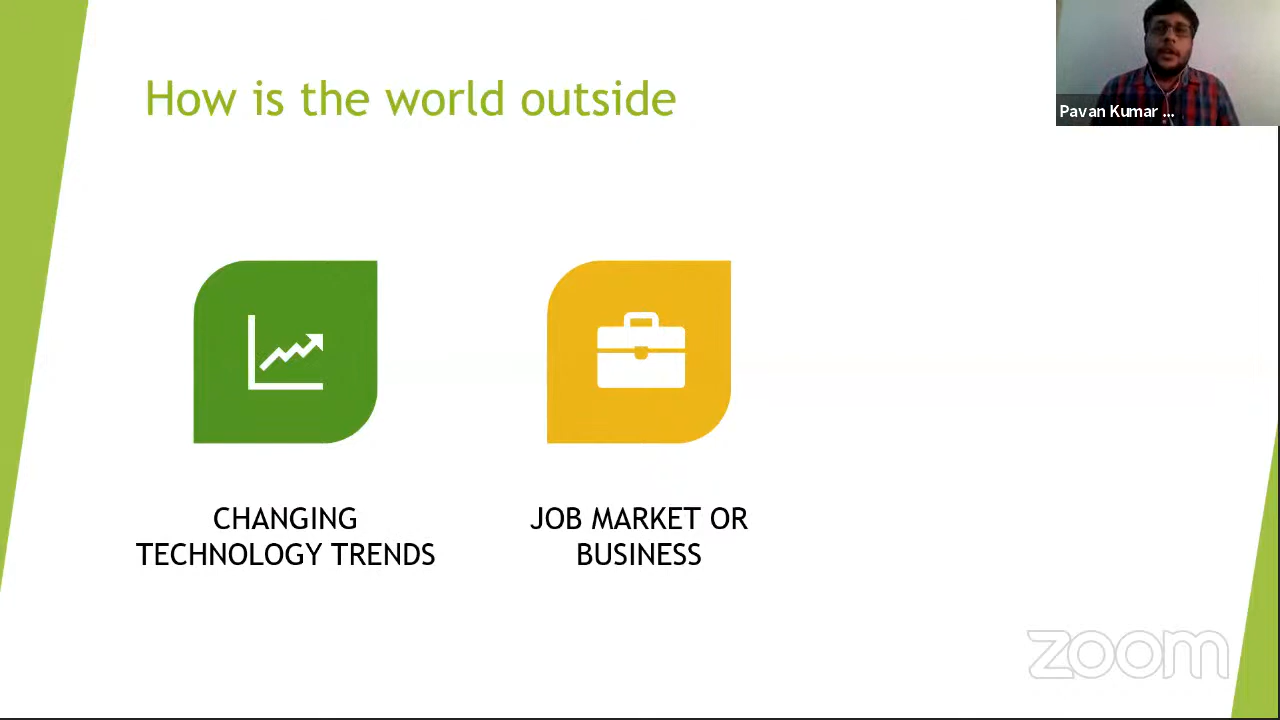 How is the world outside
Pavan Kumar ...
CHANGING
TECHNOLOGY TRENDS
JOB MARKET OR
BUSINESS
zoom